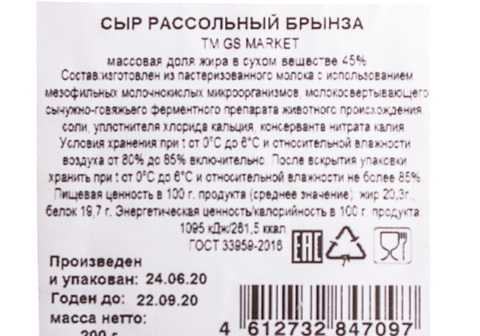 СЫР РАССОЛЬНЫЙ БРЫНЗА
TM GS MARKET
массовая доля жира в сухом веществе 45%
Состав:изготовлен из пастеризованного молока с использованием
мезофильных молочнокислых микроорганизмов, молокосвертывающего
сычужно-говяжьего ферментного препарата животного происхождения
соли, уплотнителя хлорида кальция, консерванта нитрата калия.
Условия хранения при t от 0°С до 6°С и относительной влажности
воздуха от 80% до 85% включительно. После вскрытия упаковки
хранить при t от 0°С до 6°С и относительной влажности не более 85%.
Пищевая ценность в 100 г. продукта (среднее значение): жир 20,3г.,
белок 19,7 г. Энергетическая ценность/калорийность в 100 г. продукта
1095 кДж/261,5 ккал
ГОСТ 33959-2016
EAC
Произведен
и упакован: 24.06.20
Годен до: 22.09.20
масса нетто:
200 г
4 612732 847097